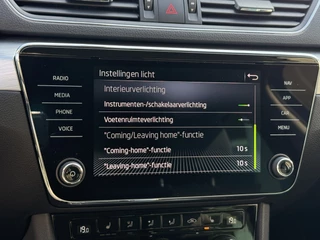 RADIO
MEDIA
PHONE
VOICE
Instellingen licht
Interieurverlichting
Instrumenten-/schakelaarverlichting
Voetenruimteverlichting
"Coming/Leaving home"-functie
"Coming-home"-functie 10 s
"Leaving-home"-functie 10 s
NAV
APP
CAR
MENU